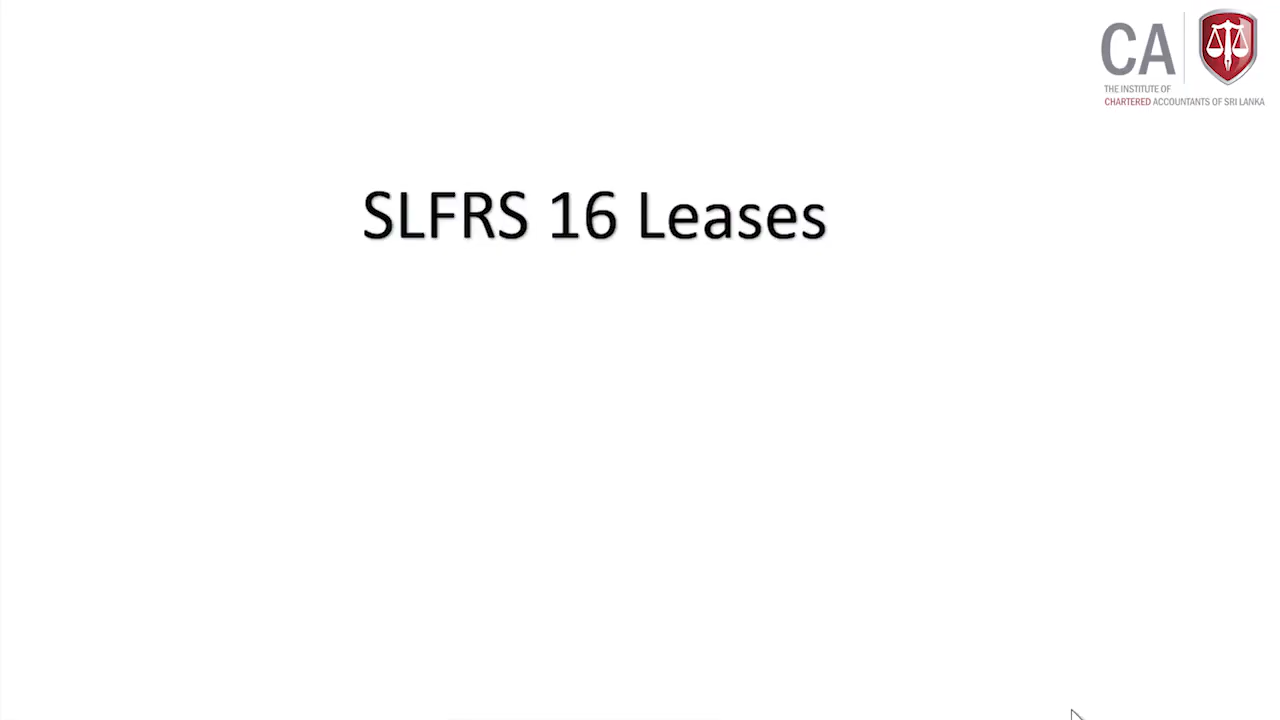 CA
THE INSTITUTE OF
CHARTERED ACCOUNTANTS OF SRI LANKA
SLFRS 16 Leases